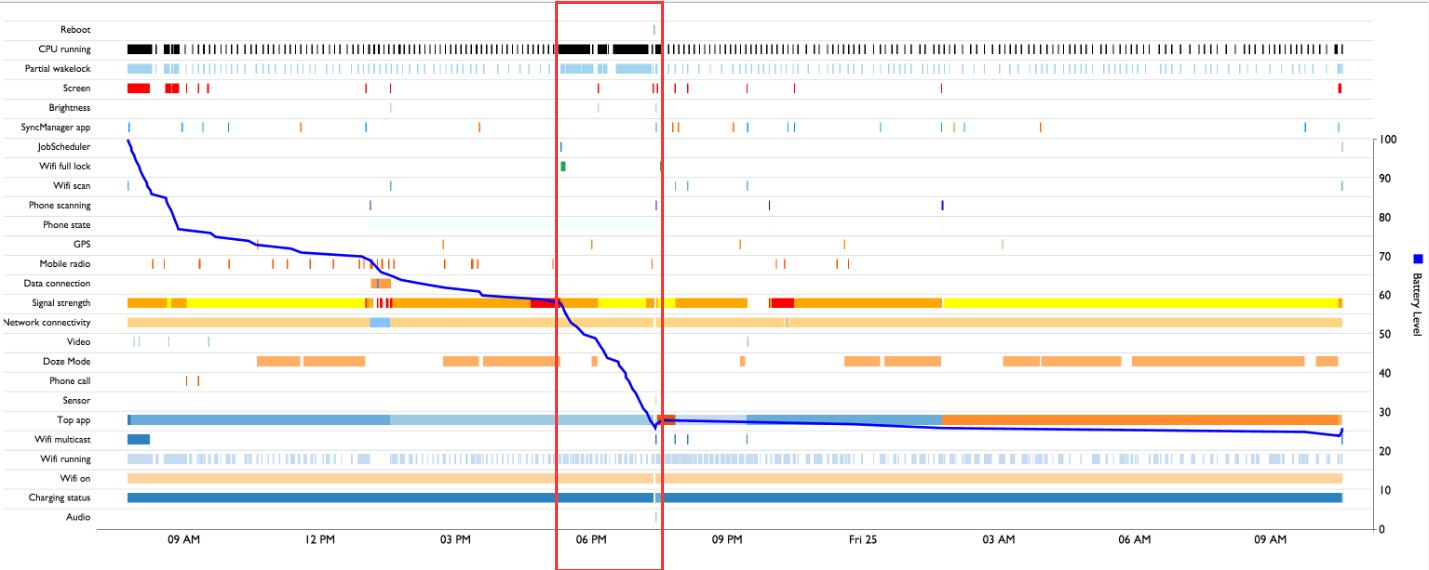 Reboot
CPU running
Partial wakelock
Screen
Brightness
SyncManager app
JobScheduler
100
Wifi full lock
Wifi scan
90
Phone scanning
Phone state
80
GPS
70
Mobile radio
Data connection
Signal strength
60
Network connectivity
Video
50
Doze Mode
Phone call
40
Sensor
Top app
30
Wifi multicast
Wifi running
20
Wifi on
Charging status
10
Audio
0
Battery Level
09 AM 12 PM 03 PM 06 PM 09 PM Fri 25 03 AM 06 AM 09 AM